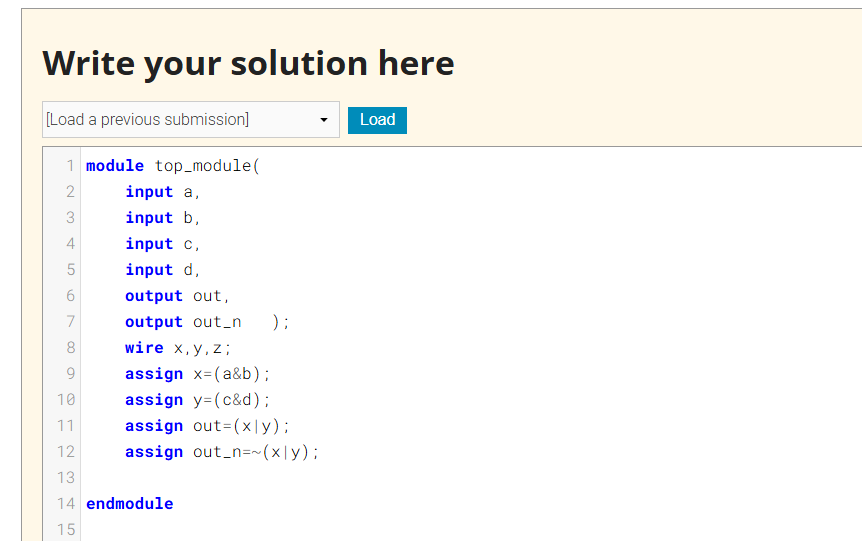 Write your solution here
[Load a previous submission] Load
1 module top_module(
2     input a,
3     input b,
4     input c,
5     input d,
6     output out,
7     output out_n   );
8     wire x,y,z;
9     assign x=(a&b);
10     assign y=(c&d);
11     assign out=(x|y);
12     assign out_n=~(x|y);
13
14 endmodule
15